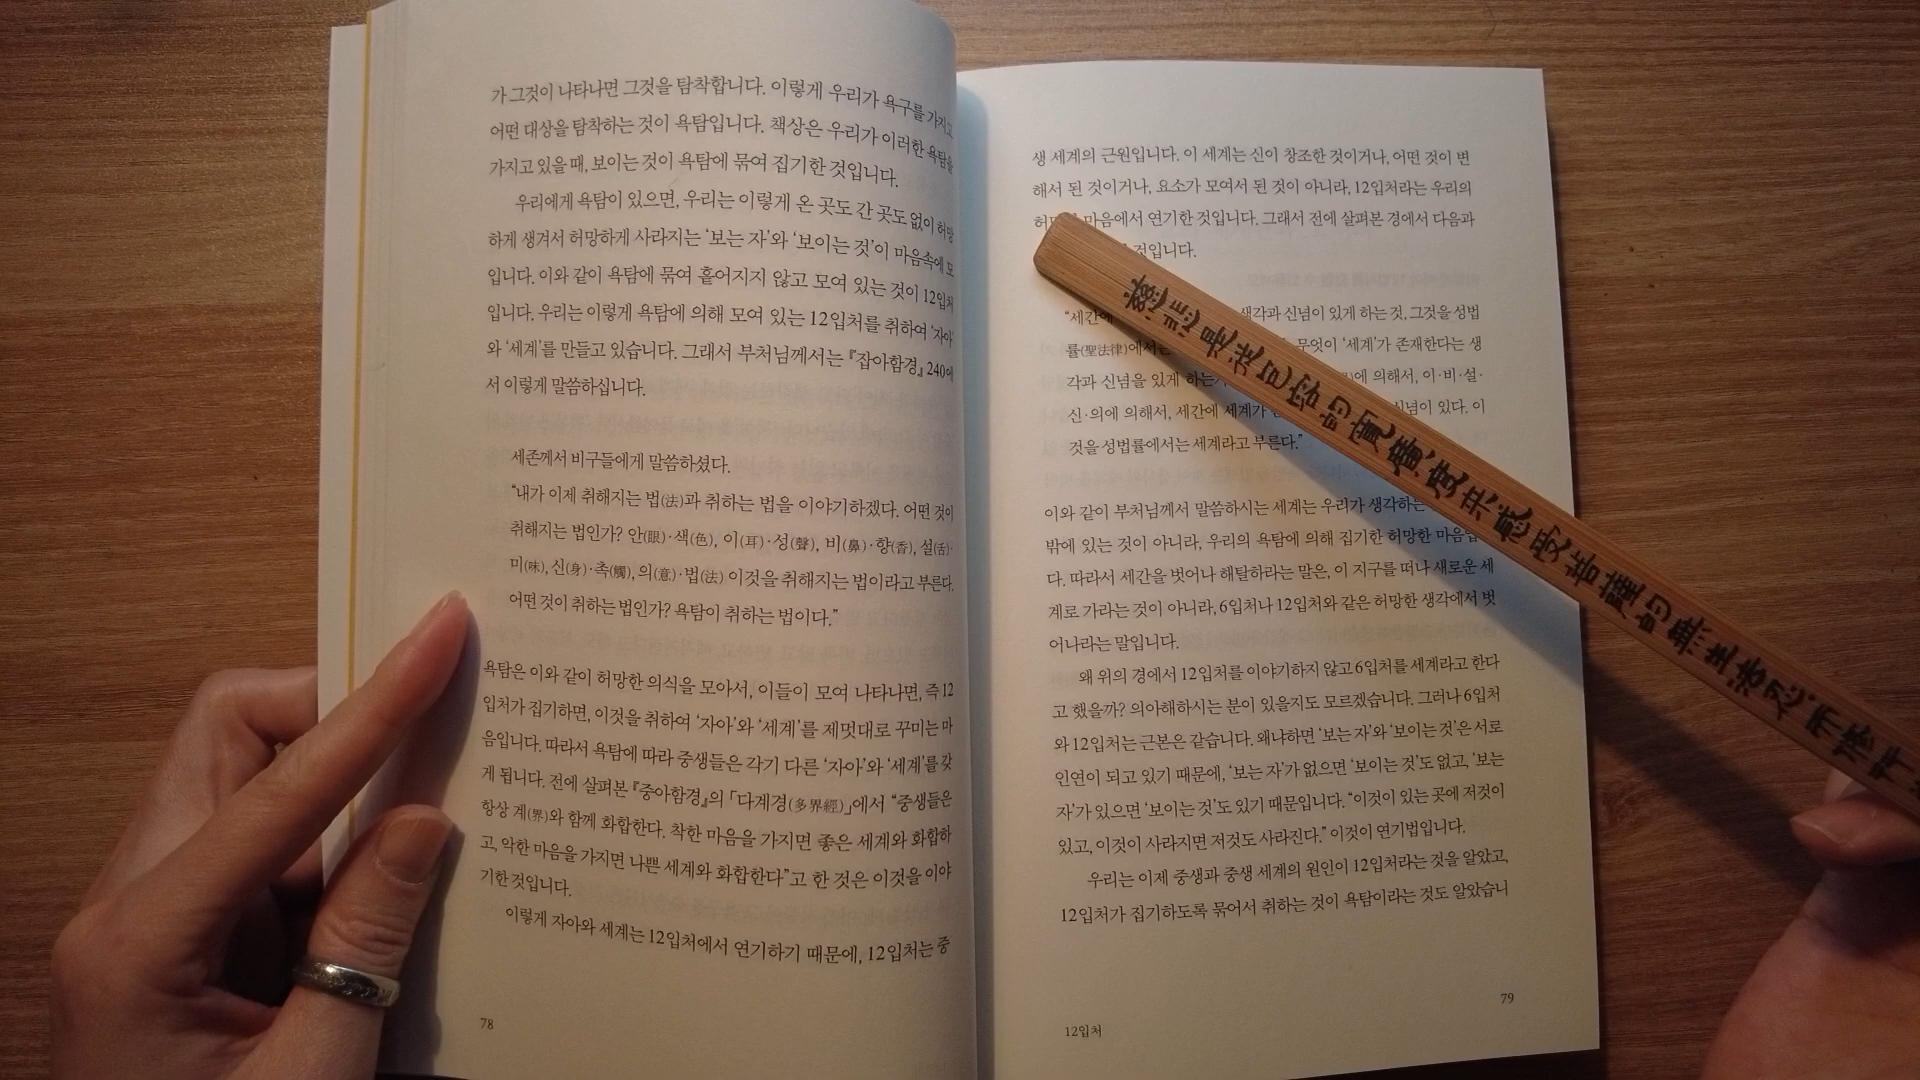 가 그것이 나타나면 그것을 탐착합니다. 이렇게 우리가 욕구를 가지고
어떤 대상을 탐착하는 것이 욕탐입니다. 책상은 우리가 이러한 욕탐을
가지고 있을 때, 보이는 것이 욕탐에 묶여 집기한 것입니다.
우리에게 욕탐이 있으면, 우리는 이렇게 온 곳도 간 곳도 없이 허망
하게 생겨서 허망하게 사라지는 ‘보는 자’와 ‘보이는 것’이 마음속에 모
입니다. 이와 같이 욕탐에 묶여 흩어지지 않고 모여 있는 것이 12입처
입니다. 우리는 이렇게 욕탐에 의해 모여 있는 12입처를 취하여 ‘자아’
와 ‘세계’를 만들고 있습니다. 그래서 부처님께서는 『잡아함경』 240에
서 이렇게 말씀하십니다.
세존께서 비구들에게 말씀하셨다.
“내가 이제 취해지는 법(法)과 취하는 법을 이야기하겠다. 어떤 것이
취해지는 법인가? 안(眼)·색(色), 이(耳)·성(聲), 비(鼻)·향(香), 설(舌)·
미(味), 신(身)·촉(觸), 의(意)·법(法) 이것을 취해지는 법이라고 부른다.
어떤 것이 취하는 법인가? 욕탐이 취하는 법이다.”
욕탐은 이와 같이 허망한 의식을 모아서, 이들이 모여 나타나면, 즉 12
입처가 집기하면, 이것을 취하여 ‘자아’와 ‘세계’를 제멋대로 꾸미는 마
음입니다. 따라서 욕탐에 따라 중생들은 각기 다른 ‘자아’와 ‘세계’를 갖
게 됩니다. 전에 살펴본 『중아함경』의 「다계경(多界經)」에서 “중생들은
항상 계(界)와 함께 화합한다. 착한 마음을 가지면 좋은 세계와 화합하
고, 악한 마음을 가지면 나쁜 세계와 화합한다”고 한 것은 이것을 이야
기한 것입니다.
이렇게 자아와 세계는 12입처에서 연기하기 때문에, 12입처는 중
78
생 세계의 근원입니다. 이 세계는 신이 창조한 것이거나, 어떤 것이 변
해서 된 것이거나, 요소가 모여서 된 것이 아니라, 12입처라는 우리의
마음에서 연기한 것입니다. 그래서 전에 살펴본 경에서 다음과
것입니다.
“세간에 생각과 신념이 있게 하는 것, 그것을 성법
률(聖法律)에서는 무엇이 ‘세계’가 존재한다는 생
각과 신념을 있게 하는가 에 의해서, 이·비·설·
신·의에 의해서, 세간에 세계가 신념이 있다. 이
것을 성법률에서는 세계라고 부른다.”
이와 같이 부처님께서 말씀하시는 세계는 우리가 생각하는
밖에 있는 것이 아니라, 우리의 욕탐에 의해 집기한 허망한 마음입
다. 따라서 세간을 벗어나 해탈하라는 말은, 이 지구를 떠나 새로운 세
계로 가라는 것이 아니라, 6입처나 12입처와 같은 허망한 생각에서 벗
어나라는 말입니다.
왜 위의 경에서 12입처를 이야기하지 않고 6입처를 세계라고 한다
고 했을까? 의아해하시는 분이 있을지도 모르겠습니다. 그러나 6입처
와 12입처는 근본은 같습니다. 왜냐하면 ‘보는 자’와 ‘보이는 것’은 서로
인연이 되고 있기 때문에, ‘보는 자’가 없으면 ‘보이는 것’도 없고, ‘보는
자’가 있으면 ‘보이는 것’도 있기 때문입니다. “이것이 있는 곳에 저것이
있고, 이것이 사라지면 저것도 사라진다.” 이것이 연기법입니다.
우리는 이제 중생과 중생 세계의 원인이 12입처라는 것을 알았고,
12입처가 집기하도록 묶어서 취하는 것이 욕탐이라는 것도 알았습니
79
12입처
慈悲是說已容的寬